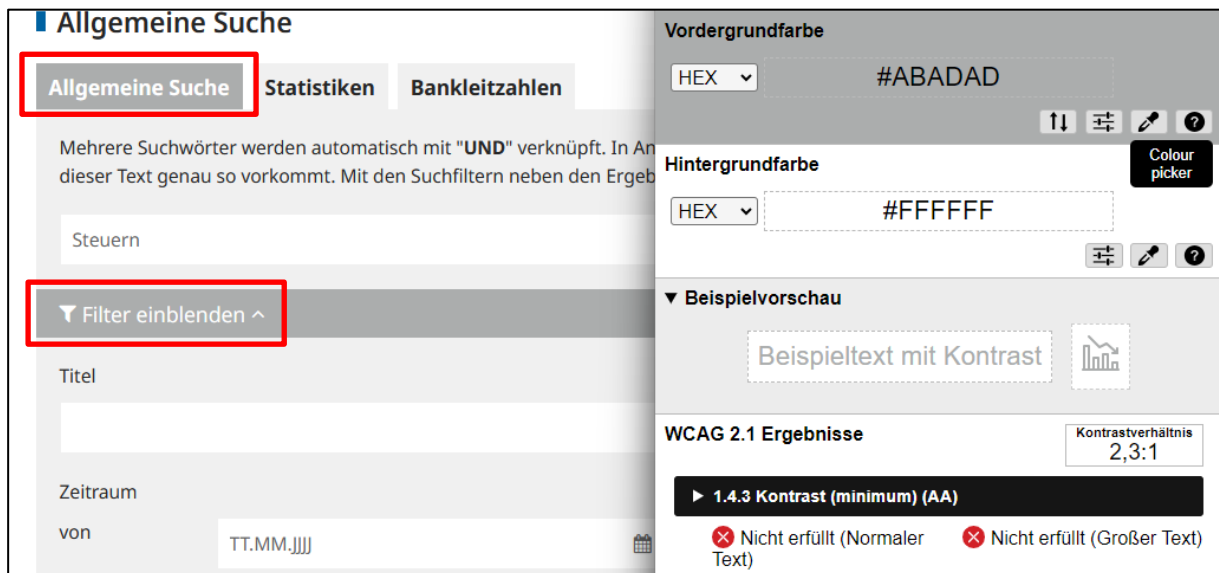 Allgemeine Suche
Allgemeine Suche Statistiken Bankleitzahlen
Mehrere Suchwörter werden automatisch mit "UND" verknüpft. In An
dieser Text genau so vorkommt. Mit den Suchfiltern neben den Ergeb
Steuern
Filter einblenden
Titel
Zeitraum
von
TT.MM.JJJJ
Vordergrundfarbe
HEX
#ABADAD
Colour
picker
Hintergrundfarbe
HEX
#FFFFFF
Beispielvorschau
Beispieltext mit Kontrast
WCAG 2.1 Ergebnisse
Kontrastverhältnis
2,3:1
1.4.3 Kontrast (minimum) (AA)
Nicht erfüllt (Normaler
Text)
Nicht erfüllt (Großer Text)